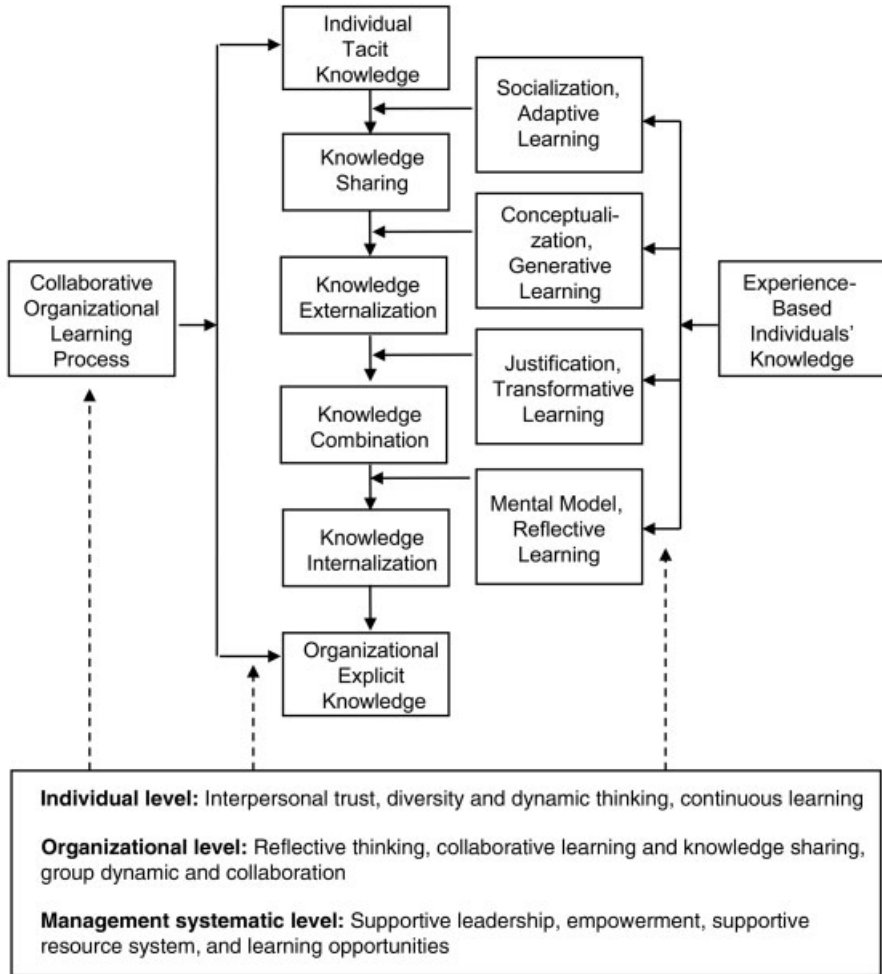 Individual
Tacit
Knowledge
Socialization,
Adaptive
Learning
Knowledge
Sharing
Conceptuali-
zation,
Generative
Learning
Collaborative
Organizational
Learning
Process
Knowledge
Externalization
Experience-
Based
Individuals’
Knowledge
Justification,
Transformative
Learning
Knowledge
Combination
Mental Model,
Reflective
Learning
Knowledge
Internalization
Organizational
Explicit
Knowledge
Individual level: Interpersonal trust, diversity and dynamic thinking, continuous learning
Organizational level: Reflective thinking, collaborative learning and knowledge sharing,
group dynamic and collaboration
Management systematic level: Supportive leadership, empowerment, supportive
resource system, and learning opportunities